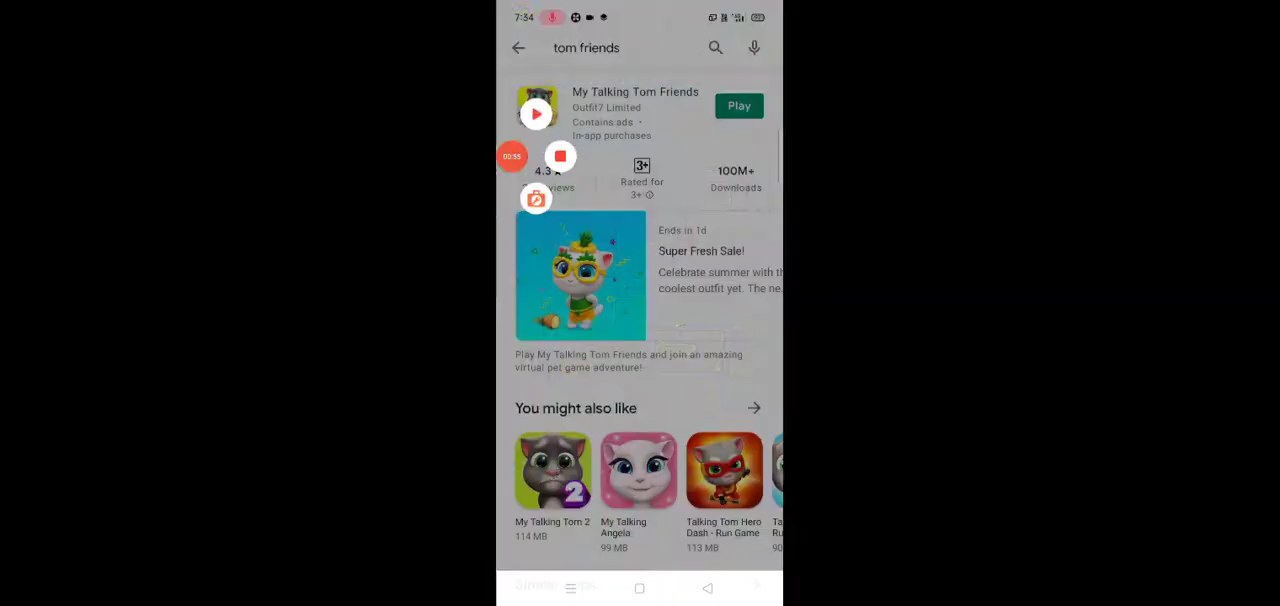 7:34
tom friends
My Talking Tom Friends
Outfit7 Limited
Contains ads •
In-app purchases
Play
00:55
4.3
3+
100M+
Rated for
3+
Downloads
Ends in 1d
Super Fresh Sale!
Celebrate summer with th
coolest outfit yet. The ne
Play My Talking Tom Friends and join an amazing
virtual pet game adventure!
You might also like
2
My Talking Tom 2
114 MB
My Talking
Angela
99 MB
Talking Tom Hero
Dash - Run Game
113 MB
Ta
Ru
90